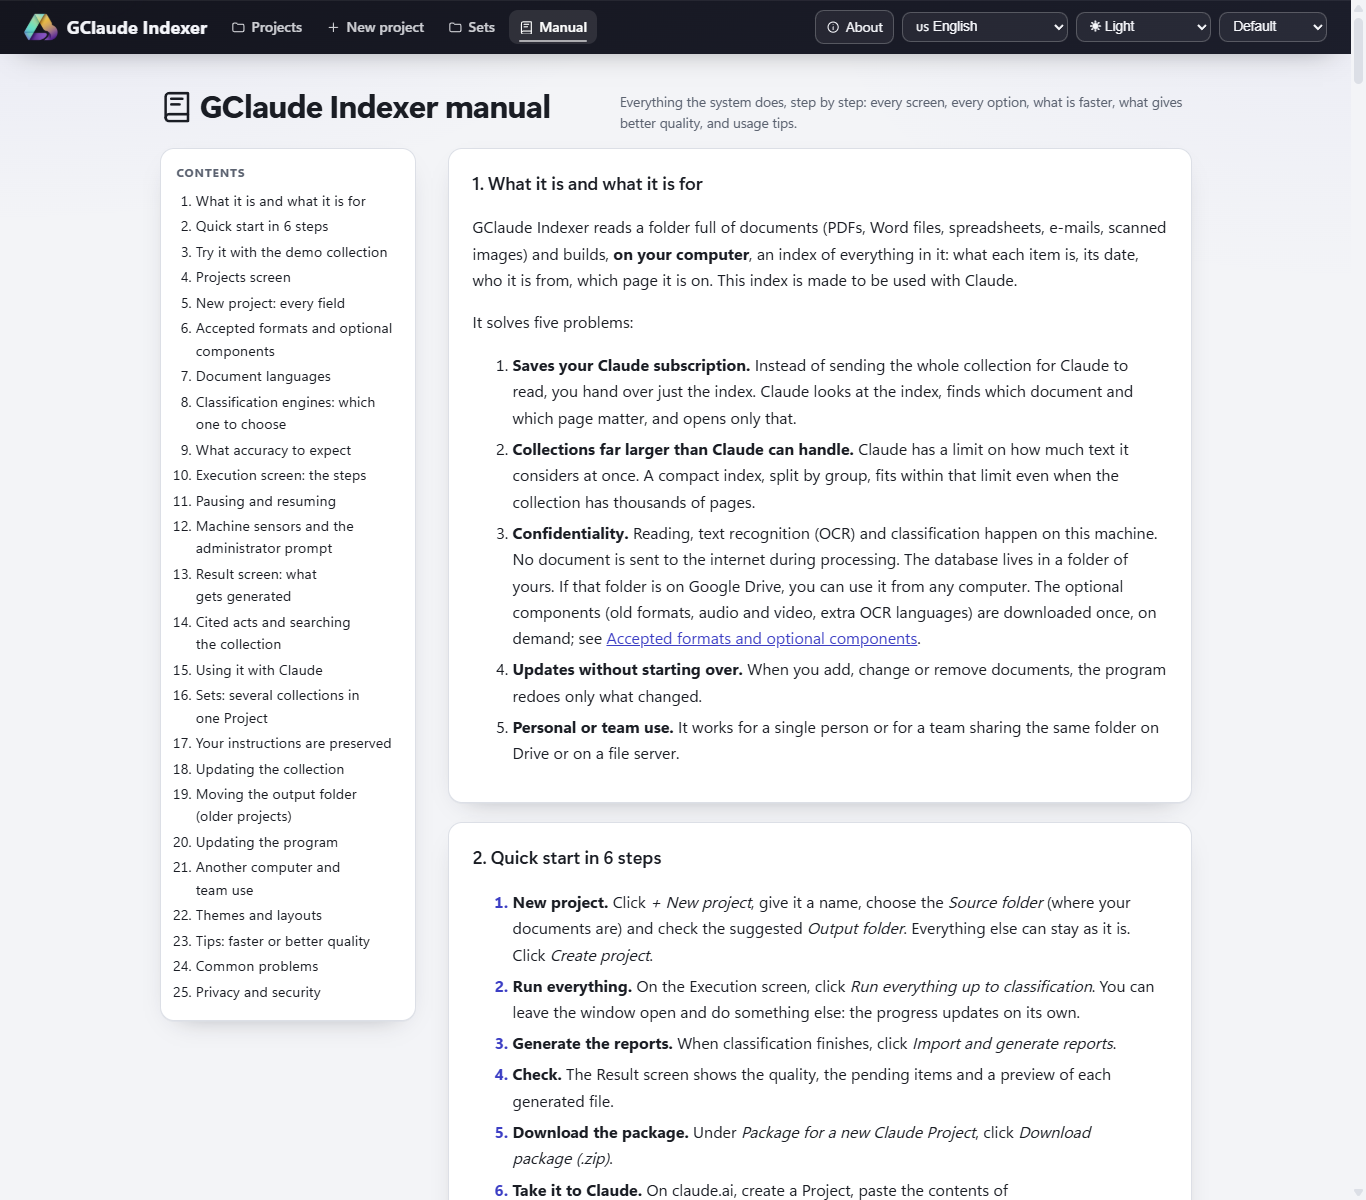 GClaude Indexer
Projects
New project
Sets
Manual
About
us English
Light
Default
GClaude Indexer manual
Everything the system does, step by step: every screen, every option, what is faster, what gives
better quality, and usage tips.
CONTENTS
1. What it is and what it is for
2. Quick start in 6 steps
3. Try it with the demo collection
4. Projects screen
5. New project: every field
6. Accepted formats and optional
components
7. Document languages
8. Classification engines: which
one to choose
9. What accuracy to expect
10. Execution screen: the steps
11. Pausing and resuming
12. Machine sensors and the
administrator prompt
13. Result screen: what
gets generated
14. Cited acts and searching
the collection
15. Using it with Claude
16. Sets: several collections in
one Project
17. Your instructions are preserved
18. Updating the collection
19. Moving the output folder
(older projects)
20. Updating the program
21. Another computer and
team use
22. Themes and layouts
23. Tips: faster or better quality
24. Common problems
25. Privacy and security
1. What it is and what it is for
GClaude Indexer reads a folder full of documents (PDFs, Word files, spreadsheets, e-mails, scanned
images) and builds, on your computer, an index of everything in it: what each item is, its date,
who it is from, which page it is on. This index is made to be used with Claude.
It solves five problems:
1. Saves your Claude subscription. Instead of sending the whole collection for Claude to
read, you hand over just the index. Claude looks at the index, finds which document and
which page matter, and opens only that.
2. Collections far larger than Claude can handle. Claude has a limit on how much text it
considers at once. A compact index, split by group, fits within that limit even when the
collection has thousands of pages.
3. Confidentiality. Reading, text recognition (OCR) and classification happen on this machine.
No document is sent to the internet during processing. The database lives in a folder of
yours. If that folder is on Google Drive, you can use it from any computer. The optional
components (old formats, audio and video, extra OCR languages) are downloaded once, on
demand; see Accepted formats and optional components.
4. Updates without starting over. When you add, change or remove documents, the program
redoes only what changed.
5. Personal or team use. It works for a single person or for a team sharing the same folder on
Drive or on a file server.
2. Quick start in 6 steps
1. New project. Click + New project, give it a name, choose the Source folder (where your
documents are) and check the suggested Output folder. Everything else can stay as it is.
Click Create project.
2. Run everything. On the Execution screen, click Run everything up to classification. You can
leave the window open and do something else: the progress updates on its own.
3. Generate the reports. When classification finishes, click Import and generate reports.
4. Check. The Result screen shows the quality, the pending items and a preview of each
generated file.
5. Download the package. Under Package for a new Claude Project, click Download
package (.zip).
6. Take it to Claude. On claude.ai, create a Project, paste the contents of